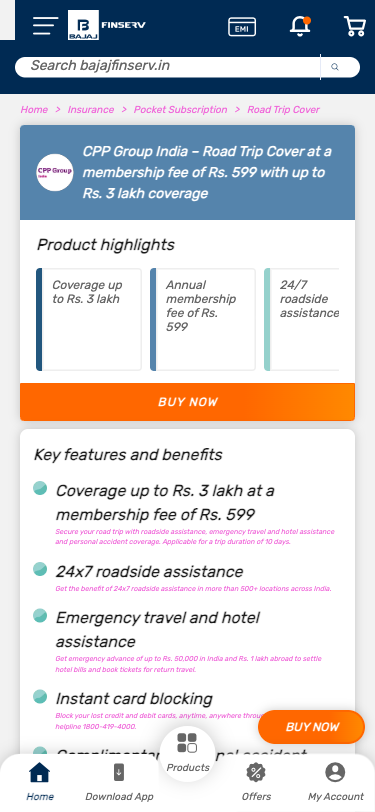 BAJAJ
FINSERV
EMI
Search bajajfinserv.in
Home > Insurance > Pocket Subscription > Road Trip Cover
CPP Group India
CPP Group India – Road Trip Cover at a
membership fee of Rs. 599 with up to
Rs. 3 lakh coverage
Product highlights
Coverage up
to Rs. 3 lakh
Annual
membership
fee of Rs.
599
24/7
roadside
assistance
BUY NOW
Key features and benefits
Coverage up to Rs. 3 lakh at a
membership fee of Rs. 599
Secure your road trip with roadside assistance, emergency travel and hotel assistance
and personal accident coverage. Applicable for a trip duration of 10 days.
24x7 roadside assistance
Get the benefit of 24x7 roadside assistance in more than 500+ locations across India.
Emergency travel and hotel
assistance
Get emergency advance of up to Rs. 50,000 in India and Rs. 1 lakh abroad to settle
hotel bills and book tickets for return travel.
Instant card blocking
Block your lost credit and debit cards, anytime, anywhere
helpline 1800-419-4000.
BUY NOW
Home
Download App
Products
Offers
My Account